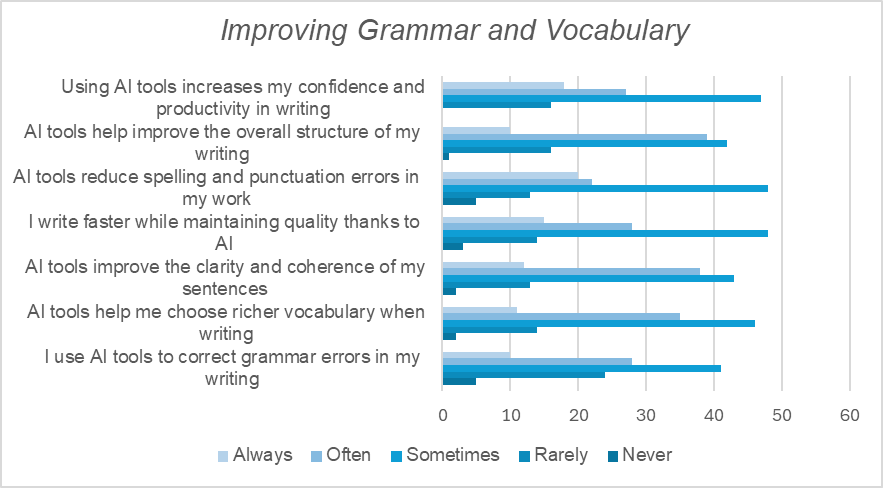 Improving Grammar and Vocabulary
Using AI tools increases my confidence and
productivity in writing
AI tools help improve the overall structure of my
writing
AI tools reduce spelling and punctuation errors in
my work
I write faster while maintaining quality thanks to
AI
AI tools improve the clarity and coherence of my
sentences
AI tools help me choose richer vocabulary when
writing
I use AI tools to correct grammar errors in my
writing
0 10 20 30 40 50 60
Always Often Sometimes Rarely Never